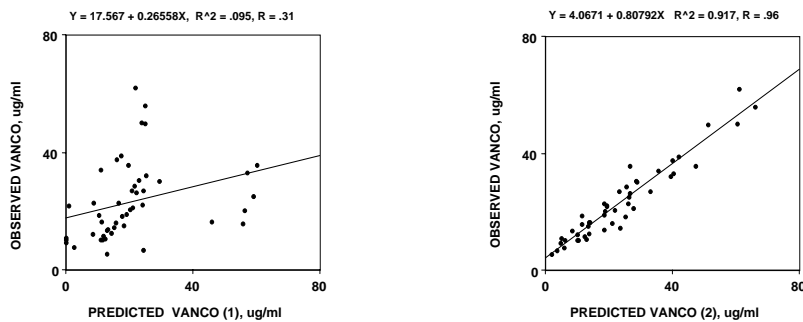 Y = 17.567 + 0.26558X, R^2 = .095, R = .31
80
40
0
0
40
80
OBSERVED VANCO, ug/ml
PREDICTED VANCO (1), ug/ml
Y = 4.0671 + 0.80792X R^2 = 0.917, R = .96
80
40
0
0
40
80
OBSERVED VANCO, ug/ml
PREDICTED VANCO (2), ug/ml